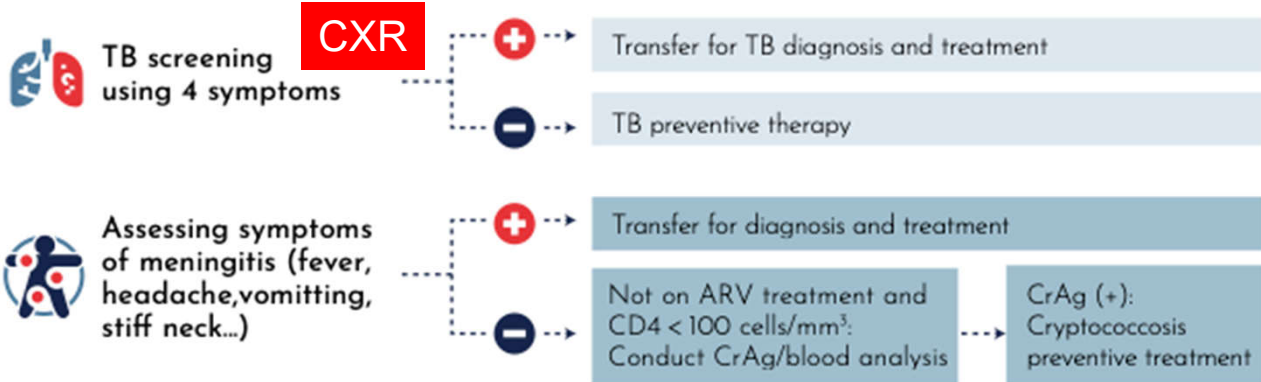 CXR
TB screening
using 4 symptoms
Transfer for TB diagnosis and treatment
TB preventive therapy
Assessing symptoms
of meningitis (fever,
headache,vomitting,
stiff neck...)
Transfer for diagnosis and treatment
Not on ARV treatment and
CD4 < 100 cells/mm³:
Conduct CrAg/blood analysis
CrAg (+):
Cryptococcosis
preventive treatment